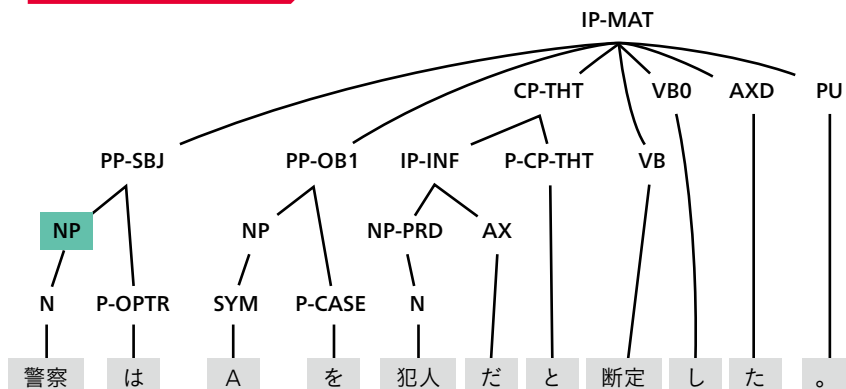 IP-MAT
CP-THT VB0 AXD PU
PP-SBJ PP-OB1 IP-INF P-CP-THT VB
NP NP NP-PRD AX
N P-OPTR SYM P-CASE N
警察 は A を 犯人 だ と 断定 し た 。